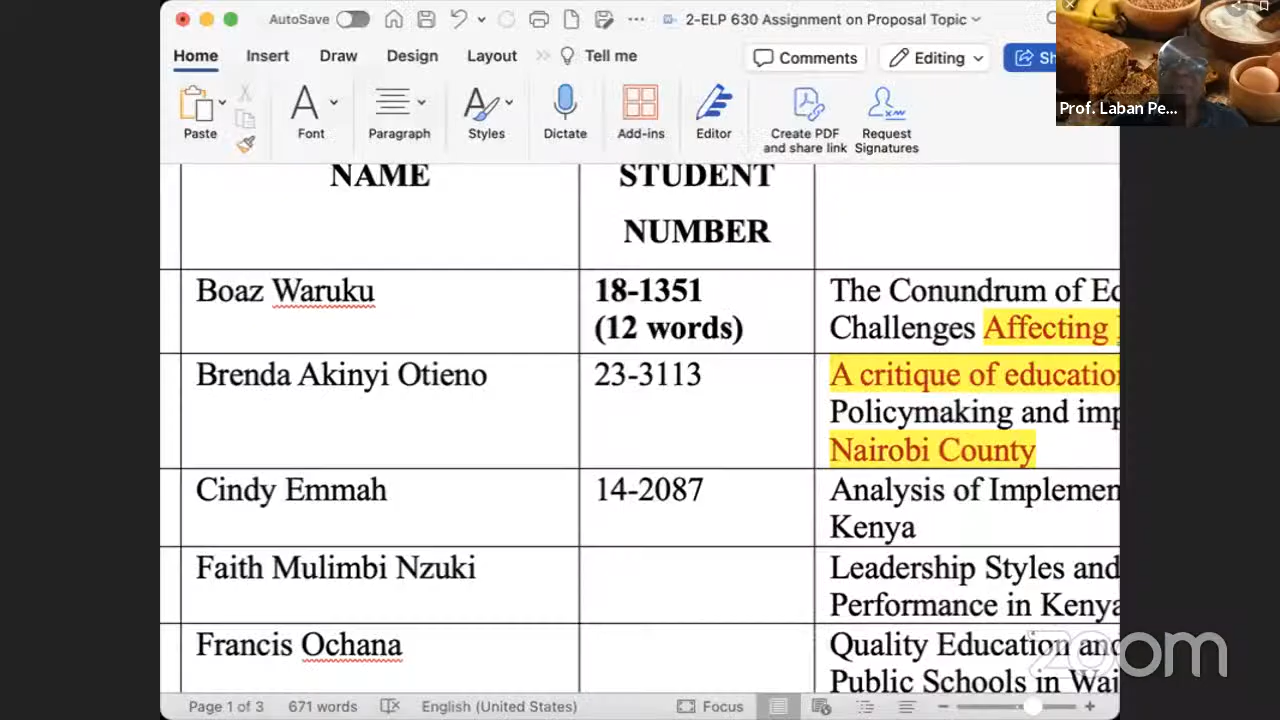 AutoSave
2-ELP 630 Assignment on Proposal Topic
Home Insert Draw Design Layout Tell me
Comments Editing
Paste Font Paragraph Styles Dictate Add-ins Editor Create PDF and share link Request Signatures
Prof. Laban Pe...
NAME STUDENT
NUMBER
Boaz Waruku 18-1351 The Conundrum of
(12 words) Challenges Affecting
Brenda Akinyi Otieno 23-3113 A critique of
Policymaking and
Nairobi County
Cindy Emmah 14-2087 Analysis of
Kenya
Faith Mulimbi Nzuki Leadership Styles and
Performance in Kenya
Francis Ochana Quality Education and
Public Schools in
zoom
Page 1 of 3 671 words English (United States) Focus